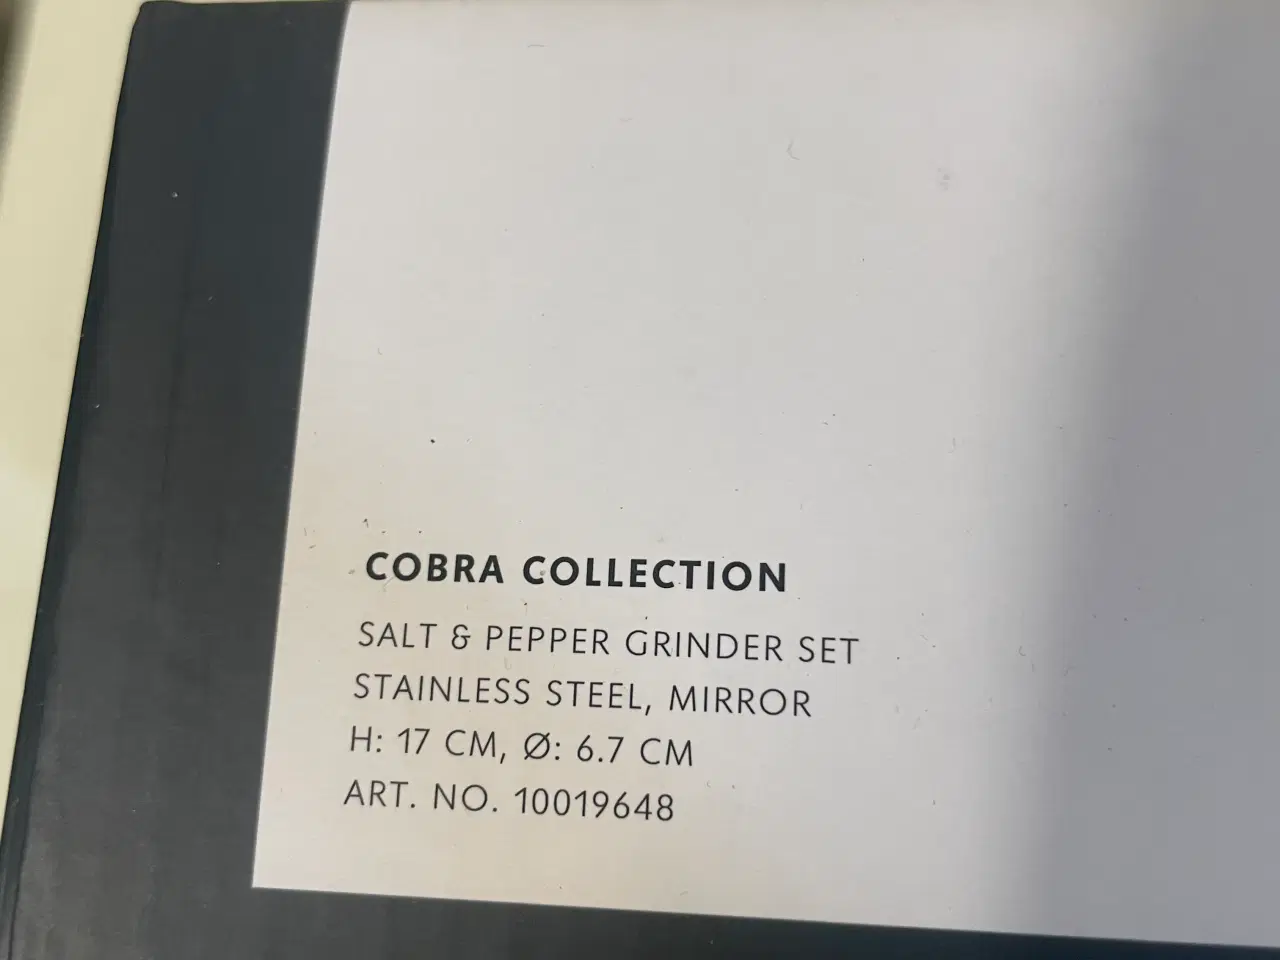 COBRA COLLECTION
SALT & PEPPER GRINDER SET
STAINLESS STEEL, MIRROR
H: 17 CM, Ø: 6.7 CM
ART. NO. 10019648